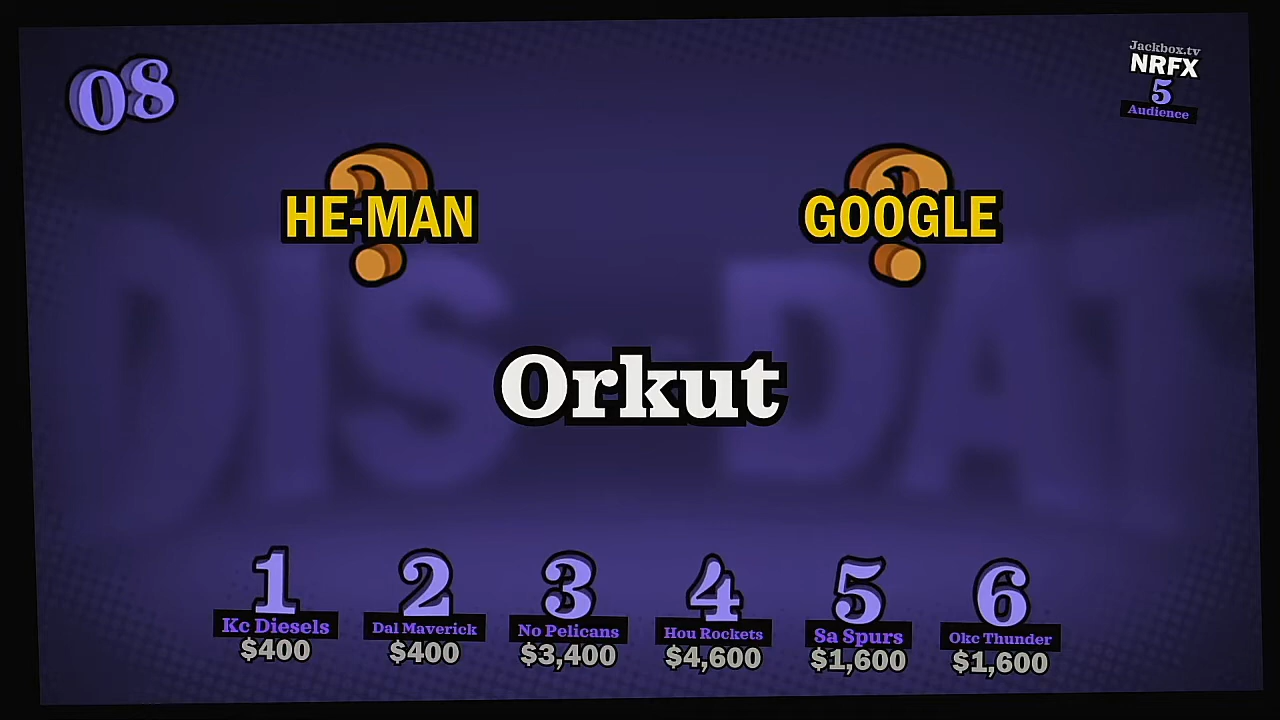 08
Jackbox.tv
NRFX
5
Audience
HE-MAN
GOOGLE
DIS DAT
Orkut
1 2 3 4 5 6
Kc Diesels Dal Maverick No Pelicans Hou Rockets Sa Spurs Okc Thunder
$400 $400 $3,400 $4,600 $1,600 $1,600